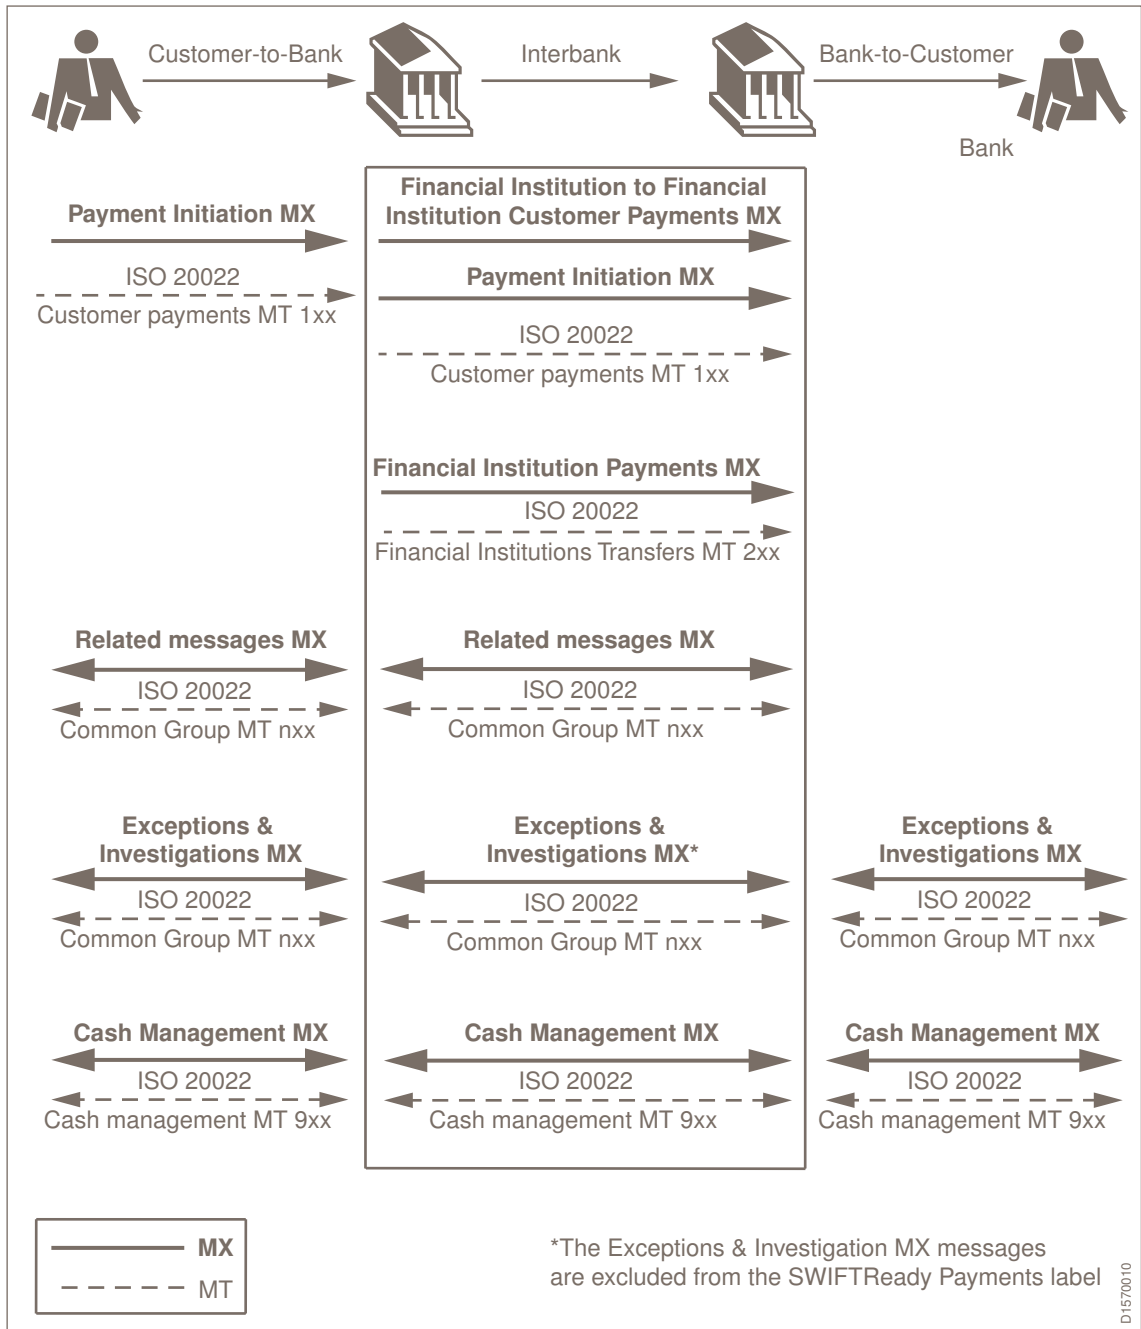 Customer-to-Bank
Interbank
Bank-to-Customer
Bank
Payment Initiation MX
ISO 20022
Customer payments MT 1xx
Financial Institution to Financial
Institution Customer Payments MX
Payment Initiation MX
ISO 20022
Customer payments MT 1xx
Financial Institution Payments MX
ISO 20022
Financial Institutions Transfers MT 2xx
Related messages MX
ISO 20022
Common Group MT nxx
Related messages MX
ISO 20022
Common Group MT nxx
Exceptions &
Investigations MX
ISO 20022
Common Group MT nxx
Exceptions &
Investigations MX*
ISO 20022
Common Group MT nxx
Exceptions &
Investigations MX
ISO 20022
Common Group MT nxx
Cash Management MX
ISO 20022
Cash management MT 9xx
Cash Management MX
ISO 20022
Cash management MT 9xx
Cash Management MX
ISO 20022
Cash management MT 9xx
MX
MT
*The Exceptions & Investigation MX messages
are excluded from the SWIFTReady Payments label
D1570010